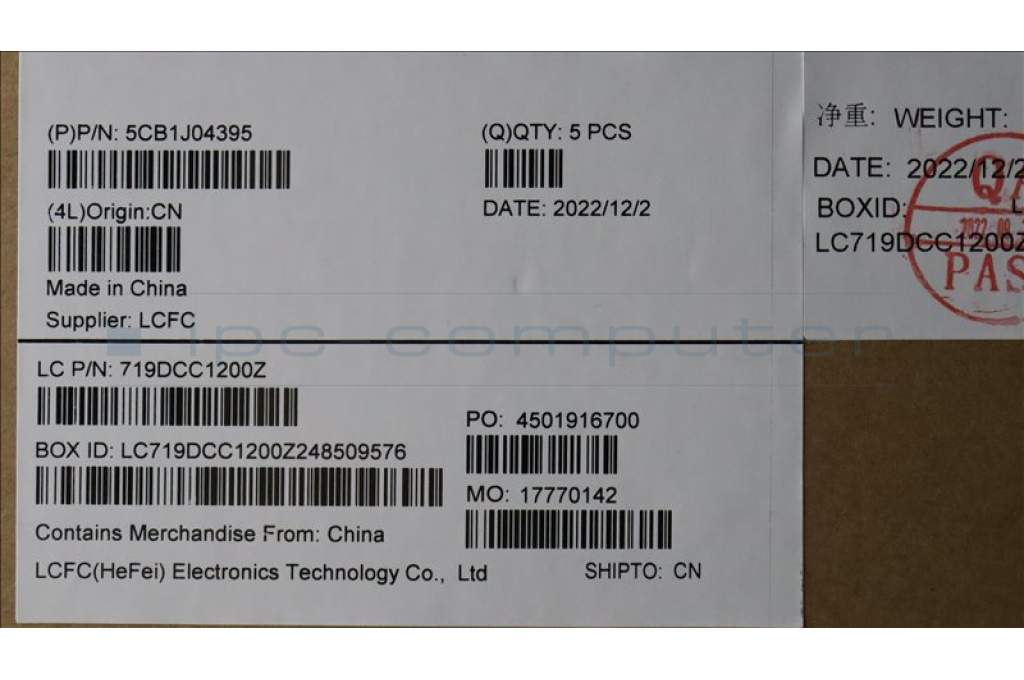 (P)P/N: 5CB1J04395
(Q)QTY: 5 PCS
(4L)Origin:CN
DATE: 2022/12/2
Made in China
Supplier: LCFC
ipc computer
LC P/N: 719DCC1200Z
PO: 4501916700
BOX ID: LC719DCC1200Z248509576
MO: 17770142
Contains Merchandise From: China
LCFC(HeFei) Electronics Technology Co., Ltd
SHIPTO: CN
净重: WEIGHT:
DATE: 2022/12/2
BOXID: L
LC719DCC1200Z